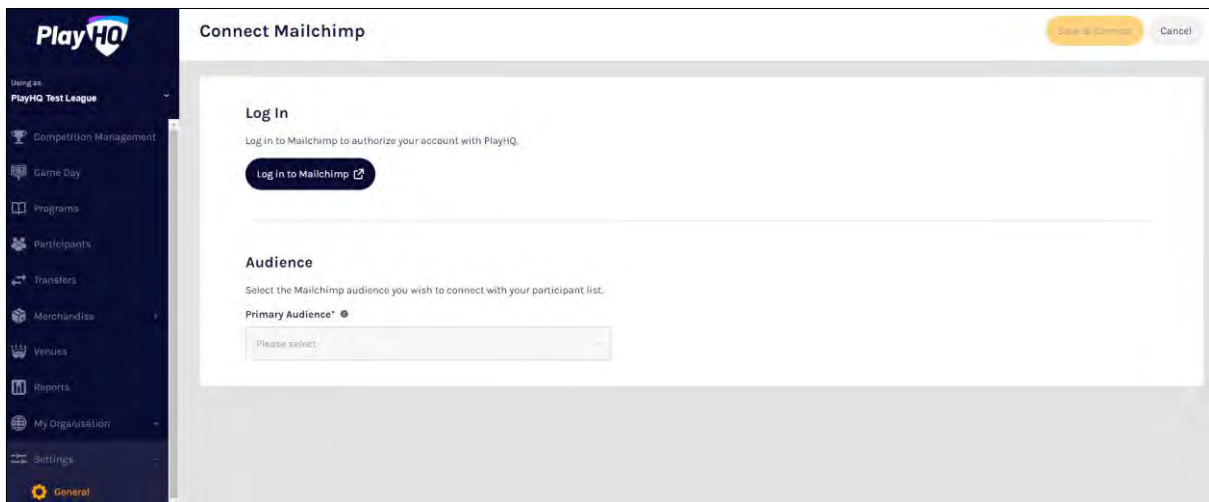 PlayHQ
Connect Mailchimp
Save & Connect
Cancel
Using as
PlayHQ Test League
Competition Management
Game Day
Programs
Participants
Transfers
Merchandise +
Venues
Reports
My Organisation +
Settings -
General
Log In
Log in to Mailchimp to authorize your account with PlayHQ.
Log in to Mailchimp
Audience
Select the Mailchimp audience you wish to connect with your participant list.
Primary Audience*
Please select